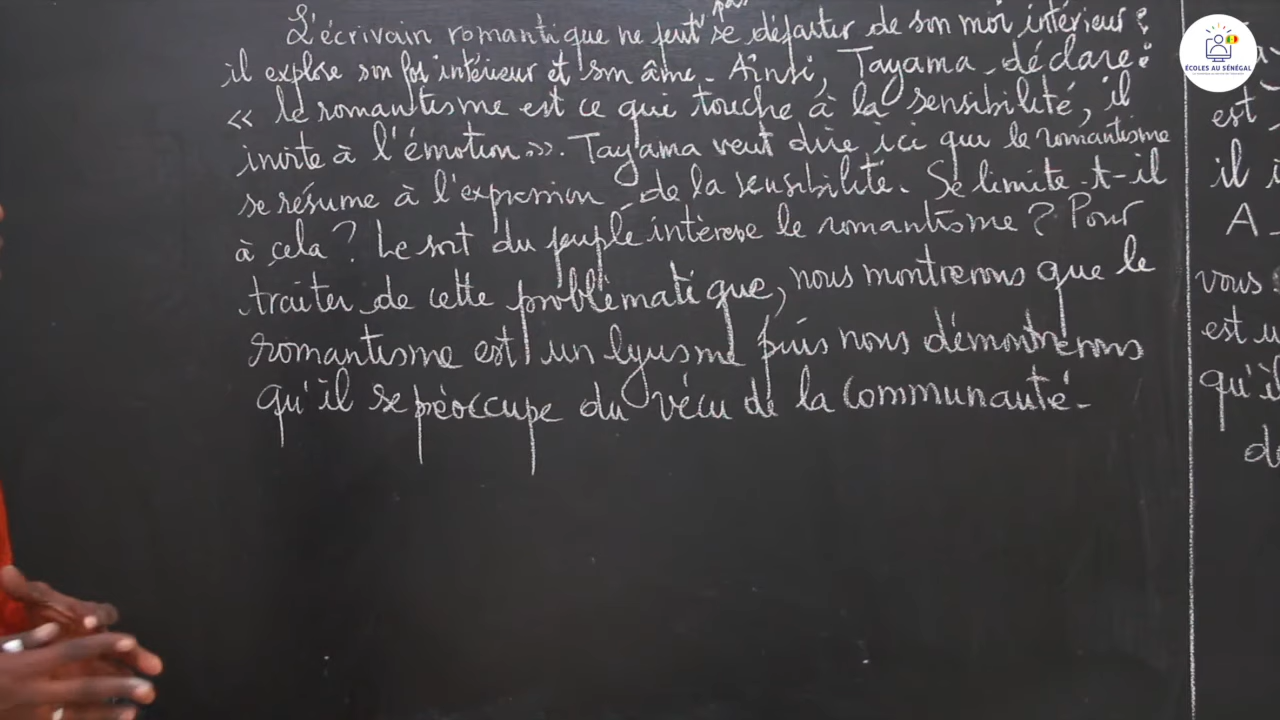 pas
L'écrivain romantique ne peut se défaiter de son moi intérieur ;
il explore son for intérieur et son âme. Ainsi, Tayama déclare :
« le romantisme est ce qui touche à la sensibilité, il
invite à l'émotion ». Tayama veut dire ici que le romantisme
se résume à l'expression de la sensibilité. Se limite-t-il
à cela ? Le sort du peuple intèresse le romantisme ? Pour
traiter de cette problématique, nous montrerons que le
romantisme est un lyrisme puis nous démontrerons
qu'il se préoccupe du vécu de la communauté.
est
il i
A
vous
est u
qu'il
de
ÉCOLES AU SÉNÉGAL